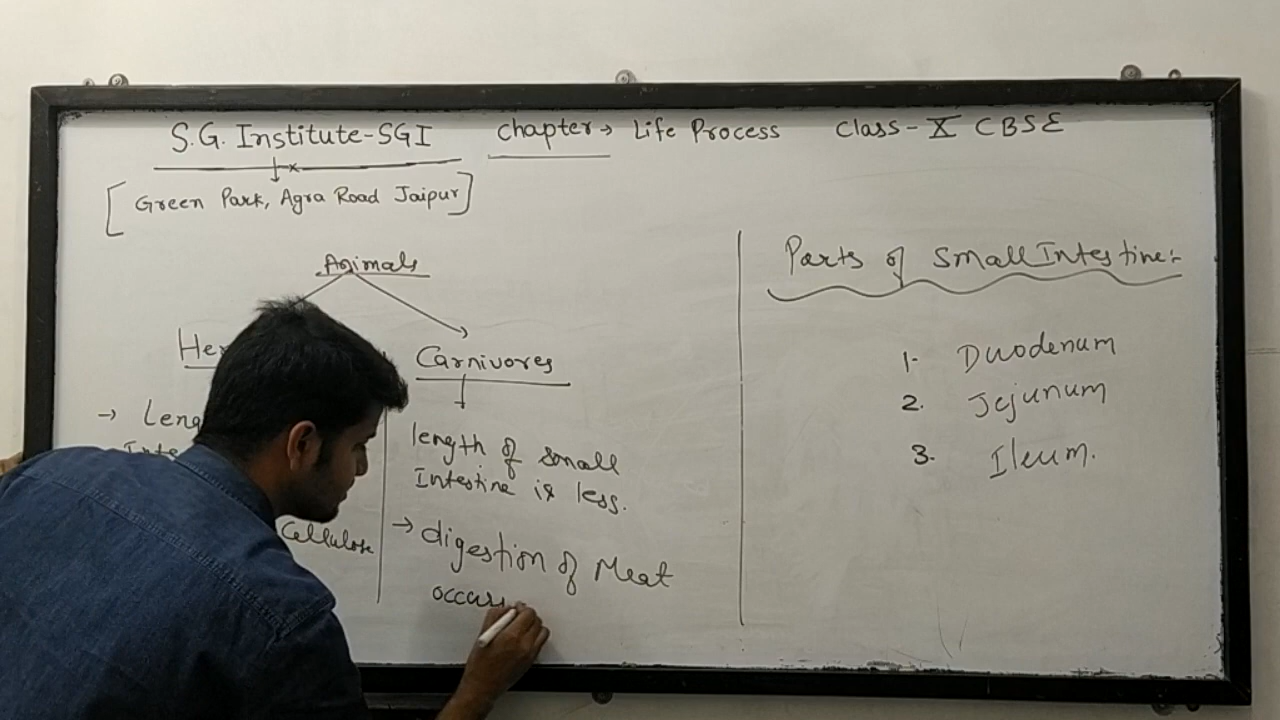 S.G. Institute-SGI Chapter→ Life Process Class-X CBSE
[Green Park, Agra Road Jaipur]
Animals
Carnivores
length of small
Intestine is less.
Cellulose
→ digestion of Meat
occurs
Parts of Small Intestine:-
1. Duodenum
2. Jejunum
3. Ileum.